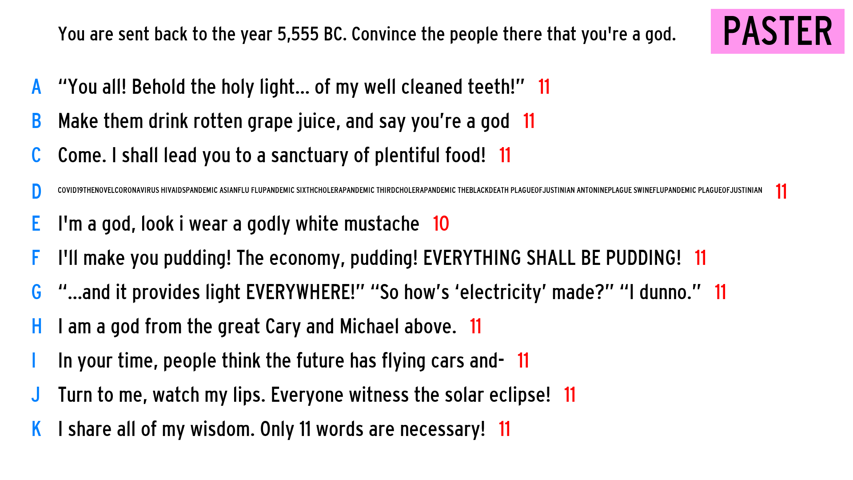 You are sent back to the year 5,555 BC. Convince the people there that you're a god.
PASTER
A “You all! Behold the holy light... of my well cleaned teeth!” 11
B Make them drink rotten grape juice, and say you’re a god 11
C Come. I shall lead you to a sanctuary of plentiful food! 11
D COVID19THENOVELCORONAVIRUS HIVAIDSPANDEMIC ASIANFLU FLUPANDEMIC SIXTHCHOLERAPANDEMIC THIRDCHOLERAPANDEMIC THEBLACKDEATH PLAGUEOFJUSTINIAN ANTONINEPLAGUE SWINEFLUPANDEMIC PLAGUEOFJUSTINIAN 11
E I'm a god, look i wear a godly white mustache 10
F I'll make you pudding! The economy, pudding! EVERYTHING SHALL BE PUDDING! 11
G “...and it provides light EVERYWHERE!” “So how’s ‘electricity’ made?” “I dunno.” 11
H I am a god from the great Cary and Michael above. 11
I In your time, people think the future has flying cars and- 11
J Turn to me, watch my lips. Everyone witness the solar eclipse! 11
K I share all of my wisdom. Only 11 words are necessary! 11